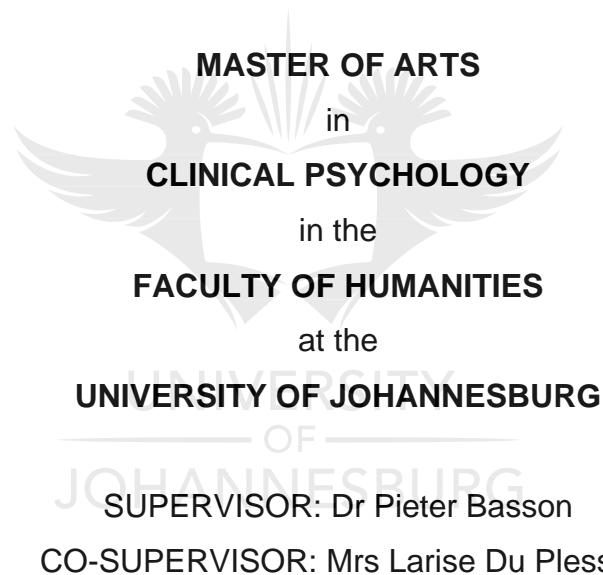 MASTER OF ARTS
in
CLINICAL PSYCHOLOGY
in the
FACULTY OF HUMANITIES
at the
UNIVERSITY OF JOHANNESBURG
UNIVERSITY
OF
JOHANNESBURG
SUPERVISOR: Dr Pieter Basson
CO-SUPERVISOR: Mrs Larise Du